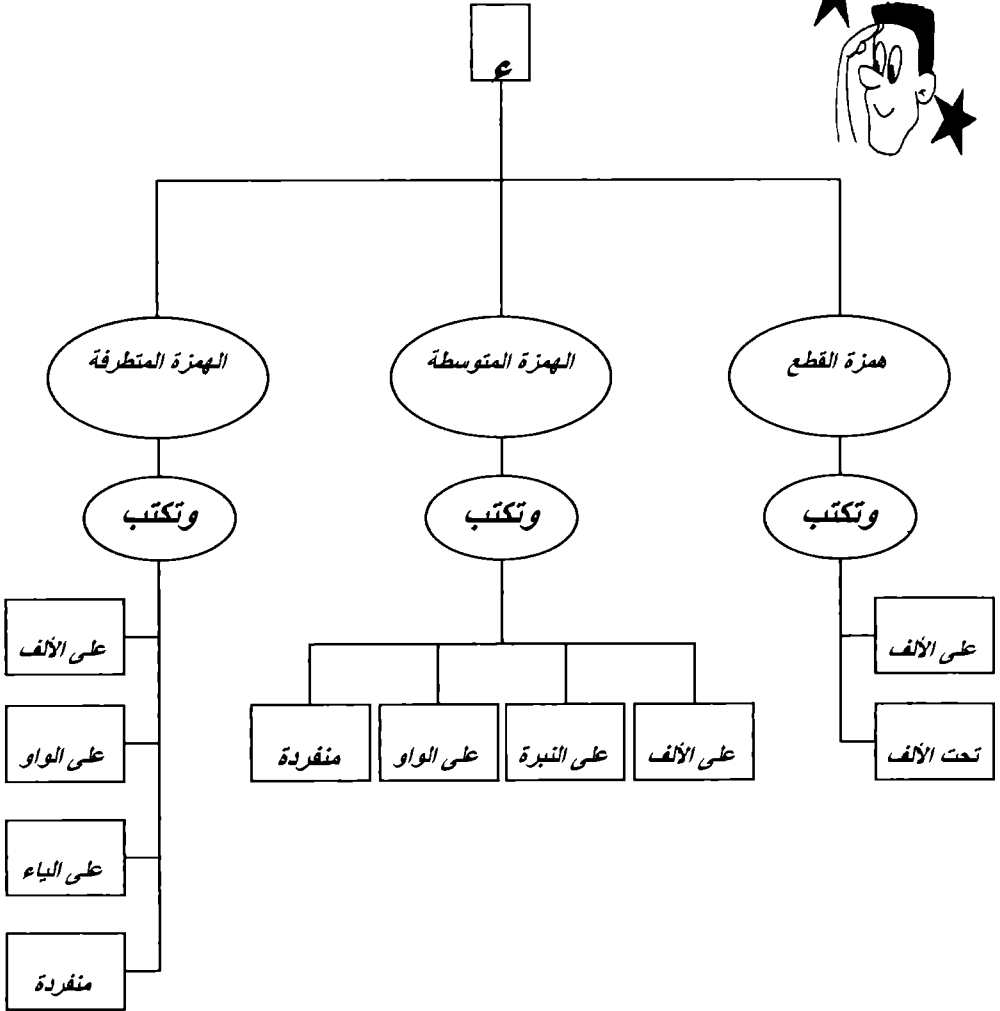 ء
همزة القطع
الهمزة المتوسطة
الهمزة المتطرفة
وتكتب
وتكتب
وتكتب
على الألف
تحت الألف
على الألف
على النبرة
على الواو
منفردة
على الألف
على الواو
على الياء
منفردة